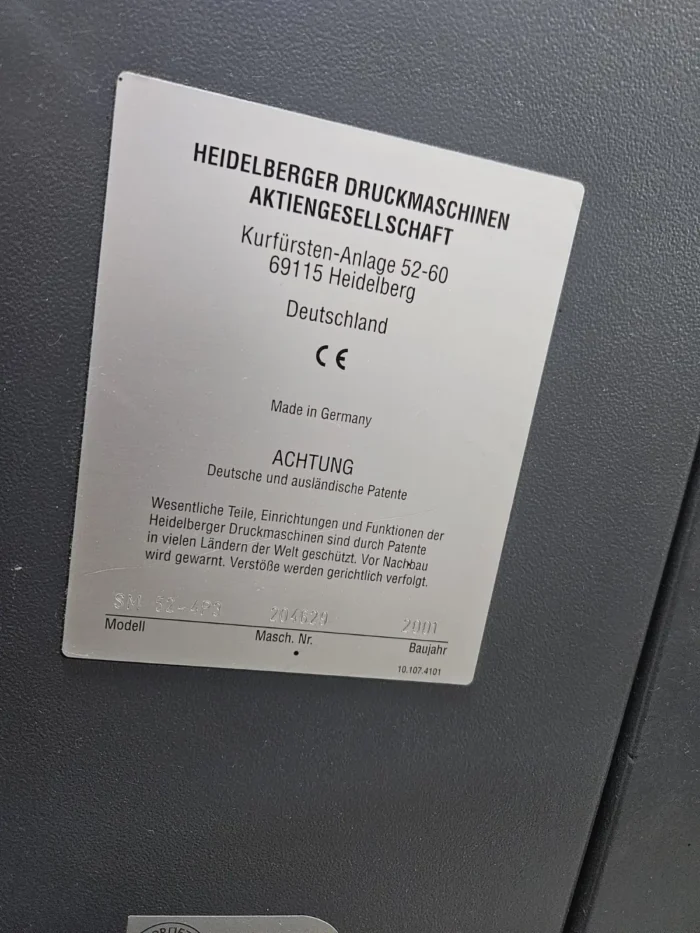 HEIDELBERGER DRUCKMASCHINEN
AKTIENGESELLSCHAFT
Kurfürsten-Anlage 52-60
69115 Heidelberg
Deutschland
CE
Made in Germany
ACHTUNG
Deutsche und ausländische Patente
Wesentliche Teile, Einrichtungen und Funktionen der
Heidelberger Druckmaschinen sind durch Patente
in vielen Ländern der Welt geschützt. Vor Nachbau
wird gewarnt. Verstöße werden gerichtlich verfolgt.
SM 2001
Modell Masch. Nr. Baujahr
10.107.4101